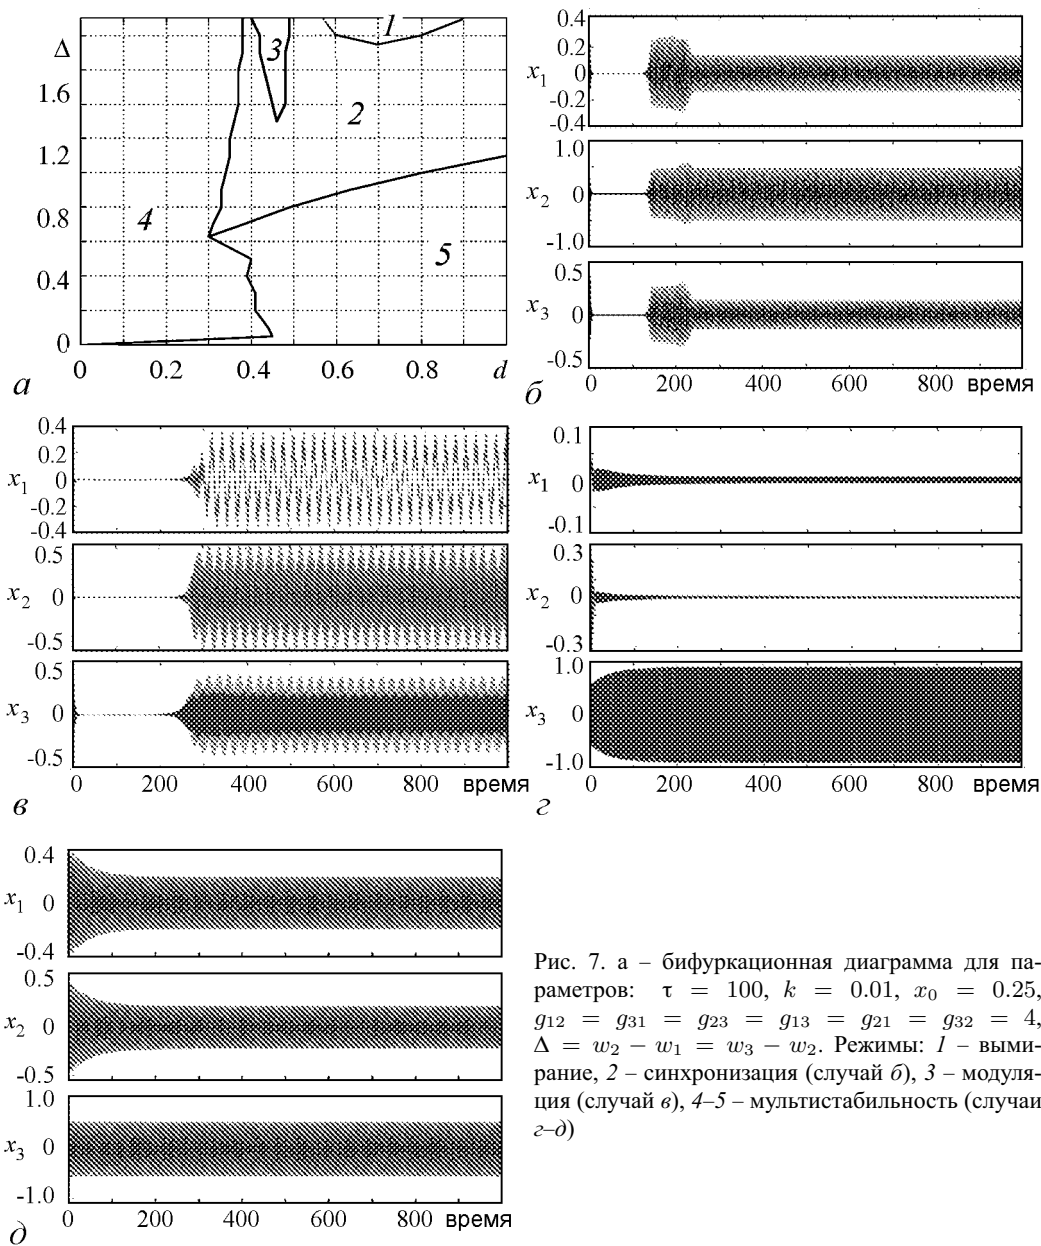 Δ
1.6
1.2
0.8
0.4
0
0 0.2 0.4 0.6 0.8 d
1
2
3
4
5
а
x1
0.4
0.2
0
-0.2
-0.4
x2
1.0
0
-1.0
x3
0.5
0
-0.5
0 200 400 600 800 время
б
x1
0.4
0.2
0
-0.2
-0.4
x2
0.5
0
-0.5
x3
0.5
0
-0.5
0 200 400 600 800 время
в
x1
0.1
0
-0.1
x2
0.3
0
-0.3
x3
1.0
0
-1.0
0 200 400 600 800 время
г
x1
0.4
0
-0.4
x2
0.5
0
-0.5
x3
1.0
0
-1.0
0 200 400 600 800 время
д
Рис. 7. а – бифуркационная диаграмма для па-
раметров: τ = 100, k = 0.01, x0 = 0.25,
g12 = g31 = g23 = g13 = g21 = g32 = 4,
Δ = w2 − w1 = w3 − w2. Режимы: 1 – выми-
рание, 2 – синхронизация (случай б), 3 – модуля-
ция (случай в), 4–5 – мультистабильность (случаи
г–д)